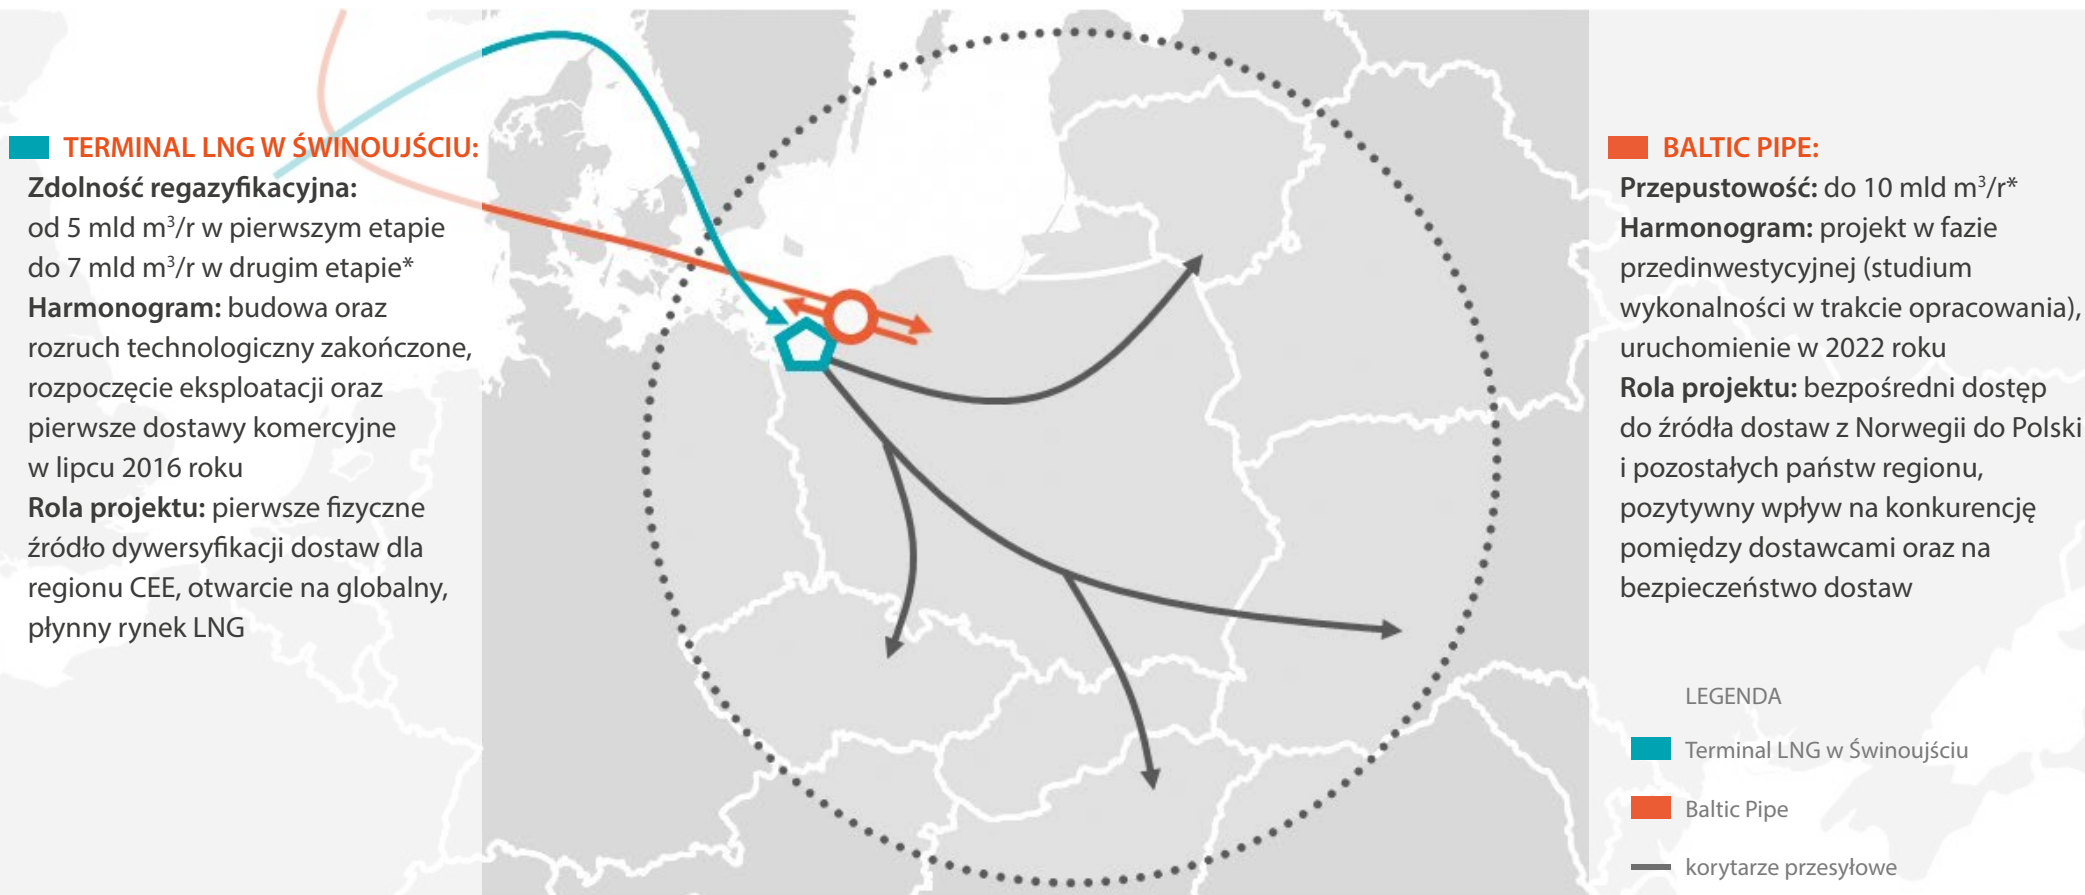 TERMINAL LNG W ŚWINOUJŚCIU:
Zdolność regazyfikacyjna:
od 5 mld m³/r w pierwszym etapie
do 7 mld m³/r w drugim etapie*
Harmonogram: budowa oraz
rozruch technologiczny zakończone,
rozpoczęcie eksploatacji oraz
pierwsze dostawy komercyjne
w lipcu 2016 roku
Rola projektu: pierwsze fizyczne
źródło dywersyfikacji dostaw dla
regionu CEE, otwarcie na globalny,
płynny rynek LNG
BALTIC PIPE:
Przepustowość: do 10 mld m³/r*
Harmonogram: projekt w fazie
przedinwestycyjnej (studium
wykonalności w trakcie opracowania),
uruchomienie w 2022 roku
Rola projektu: bezpośredni dostęp
do źródła dostaw z Norwegii do Polski
i pozostałych państw regionu,
pozytywny wpływ na konkurencję
pomiędzy dostawcami oraz na
bezpieczeństwo dostaw
LEGENDA
Terminal LNG w Świnoujściu
Baltic Pipe
korytarze przesyłowe